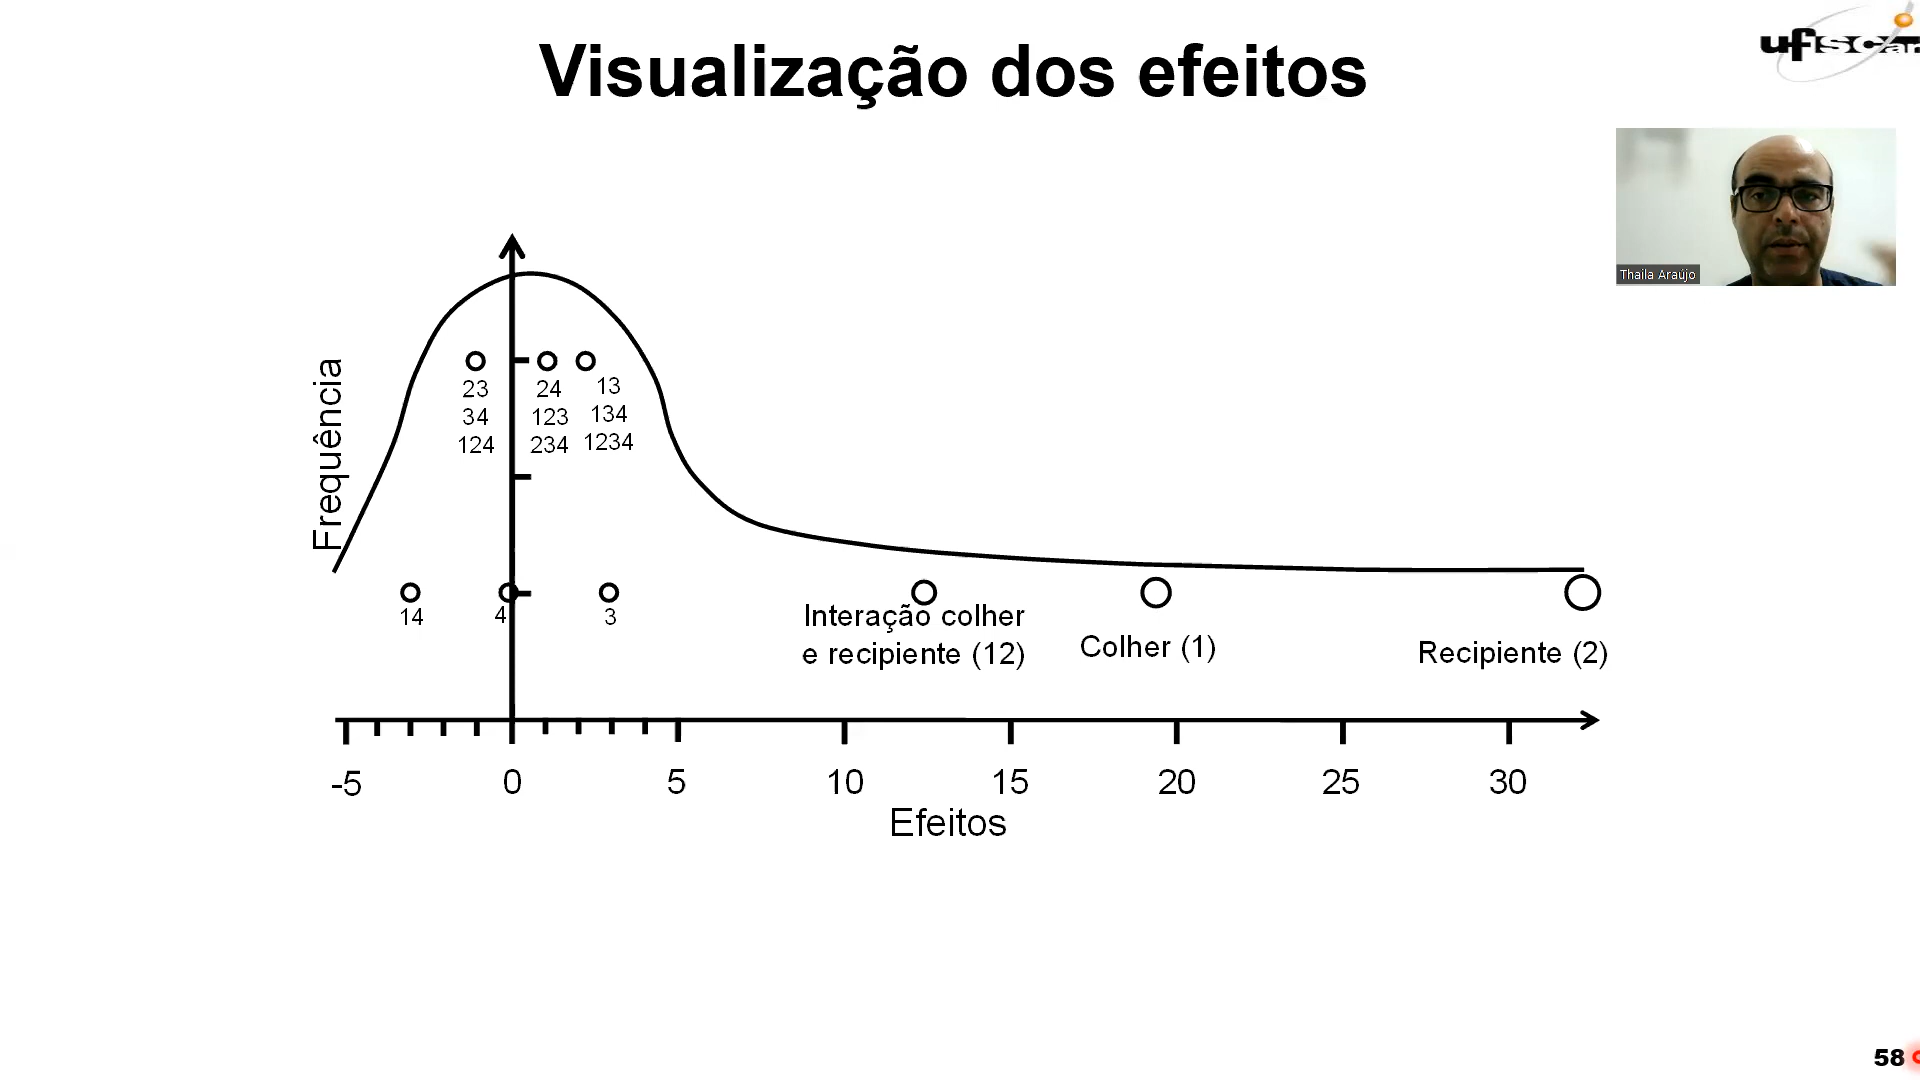 Visualização dos efeitos
ufscar
Thaila Araújo
Frequência
23
34
124
24
123
234
13
134
1234
14
4
3
Interação colher
e recipiente (12)
Colher (1)
Recipiente (2)
-5 0 5 10 15 20 25 30
Efeitos
58